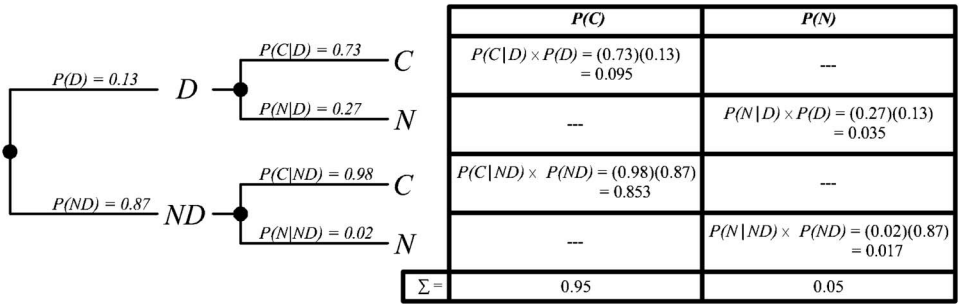 P(C) P(N)
P(C|D) = 0.73 C P(C|D) × P(D) = (0.73)(0.13)
= 0.095 ---
P(D) = 0.13 D
P(N|D) = 0.27 N --- P(N|D) × P(D) = (0.27)(0.13)
= 0.035
P(C|ND) = 0.98 C P(C|ND) × P(ND) = (0.98)(0.87)
= 0.853 ---
P(ND) = 0.87 ND
P(N|ND) = 0.02 N --- P(N|ND) × P(ND) = (0.02)(0.87)
= 0.017
∑ = 0.95 0.05